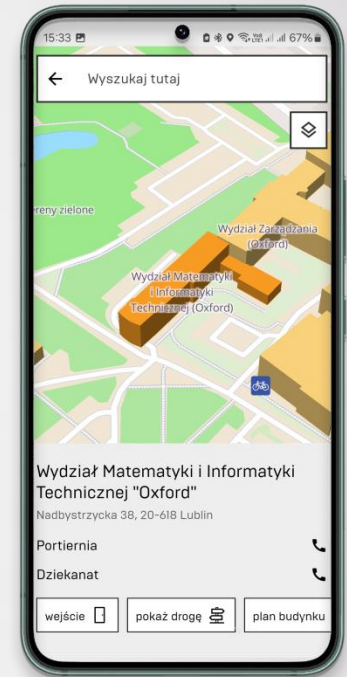 15:33
67%
Wyszukaj tutaj
ereny zielone
Wydział Zarządzania
(Oxford)
Wydział Matematyki
i Informatyki
Technicznej (Oxford)
Wydział Matematyki i Informatyki
Technicznej "Oxford"
Nadbystrzycka 38, 20-618 Lublin
Portiernia
Dziekanat
wejście
pokaż drogę
plan budynku